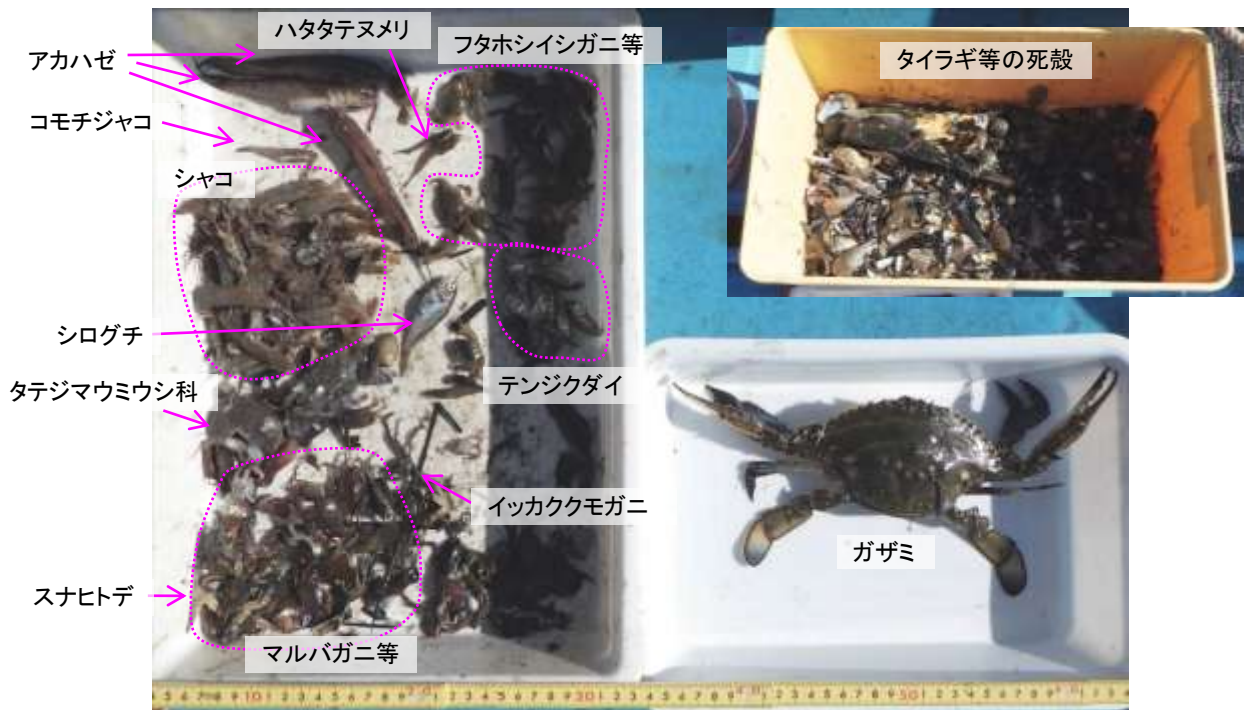 アカハゼ
ハタタテヌメリ
フタホシイシガニ等
タイラギ等の死殻
コモチジャコ
シャコ
シログチ
テンジクダイ
タテジマウミウシ科
イッカククモガニ
ガザミ
スナヒトデ
マルバガニ等